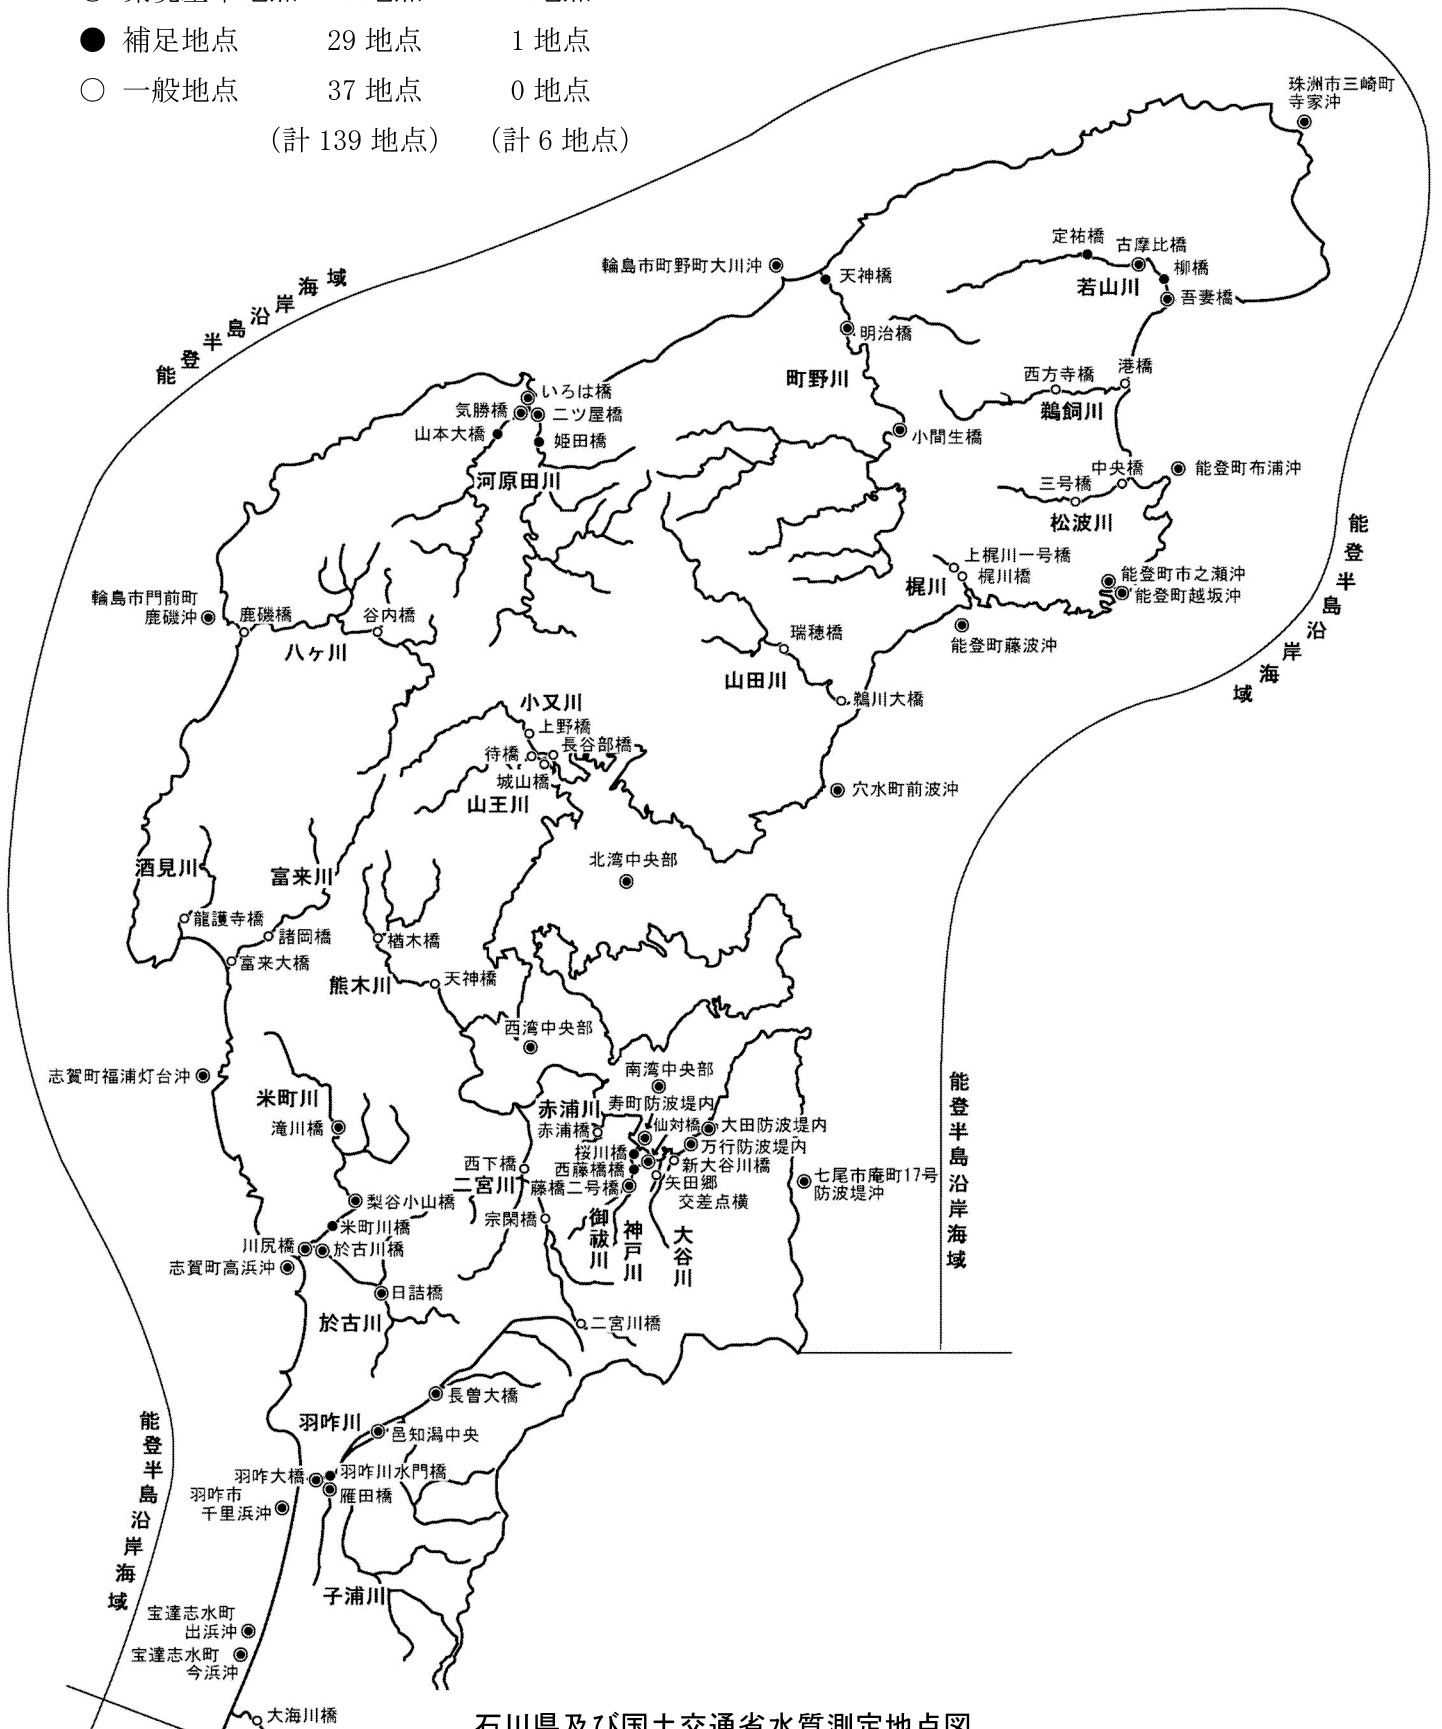 ● 補足地点 29 地点 1 地点
○ 一般地点 37 地点 0 地点
(計 139 地点) (計 6 地点)
珠洲市三崎町
寺家沖
定祐橋
古摩比橋
柳橋
若山川
吾妻橋
輪島市町野町大川沖
天神橋
明治橋
町野川
能登半島沿岸海域
西方寺橋
港橋
鵜飼川
いろは橋
気勝橋
二ツ屋橋
山本大橋
姫田橋
小間生橋
河原田川
中央橋
能登町布浦沖
三号橋
松波川
能登半島沿岸海域
上梶川一号橋
梶川橋
梶川
能登町市之瀬沖
能登町越坂沖
輪島市門前町
鹿磯沖
鹿磯橋
谷内橋
八ヶ川
瑞穂橋
能登町藤波沖
山田川
鵜川大橋
小又川
上野橋
長谷部橋
待橋
城山橋
山王川
穴水町前波沖
北湾中央部
酒見川
富来川
龍護寺橋
諸岡橋
楢木橋
富来大橋
熊木川
天神橋
西湾中央部
志賀町福浦灯台沖
南湾中央部
米町川
赤浦川
寿町防波堤内
滝川橋
赤浦橋
仙対橋
大田防波堤内
万行防波堤内
桜川橋
新大谷川橋
西下橋
西藤橋橋
二宮川
藤橋二号橋
矢田郷
交差点横
七尾市庵町17号
防波堤沖
能登半島沿岸海域
梨谷小山橋
宗閑橋
米町川橋
御祓川
神戸川
大谷川
川尻橋
於古川橋
志賀町高浜沖
日詰橋
於古川
二宮川橋
長曽大橋
羽咋川
邑知潟中央
能登半島沿岸海域
羽咋大橋
羽咋川水門橋
雁田橋
羽咋市
千里浜沖
子浦川
宝達志水町
出浜沖
宝達志水町
今浜沖
大海川橋
石川県及び国土交通省水質測定地点図